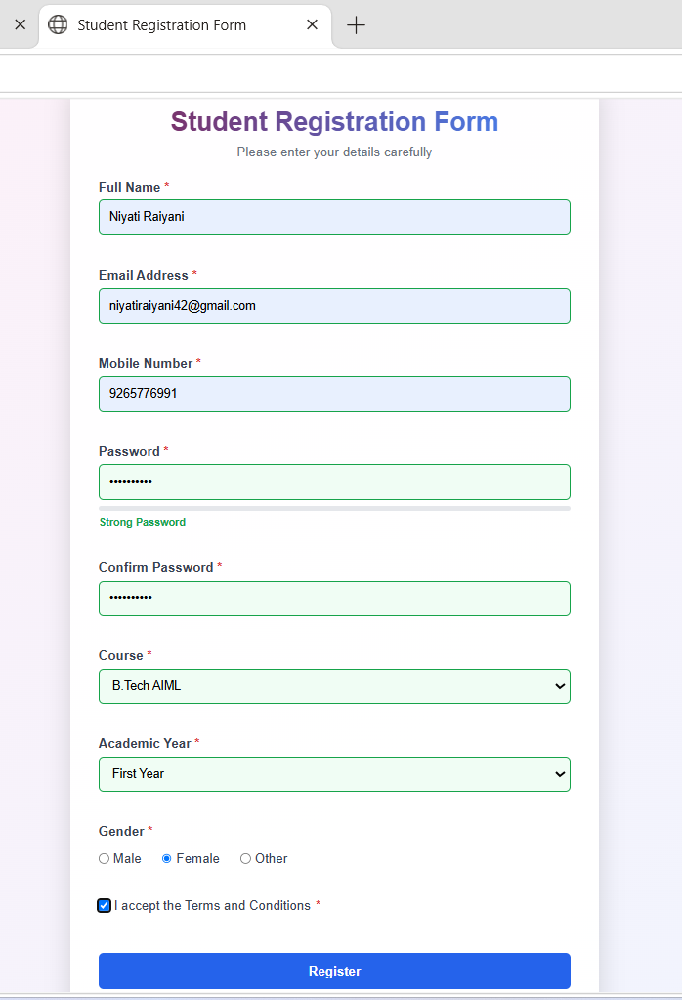 Student Registration Form
Student Registration Form
Please enter your details carefully
Full Name *
Niyati Raiyani
Email Address *
niyatiraiyani42@gmail.com
Mobile Number *
9265776991
Password *
••••••••••
Strong Password
Confirm Password *
••••••••••
Course *
B.Tech AIML
Academic Year *
First Year
Gender *
Male Female Other
I accept the Terms and Conditions *
Register